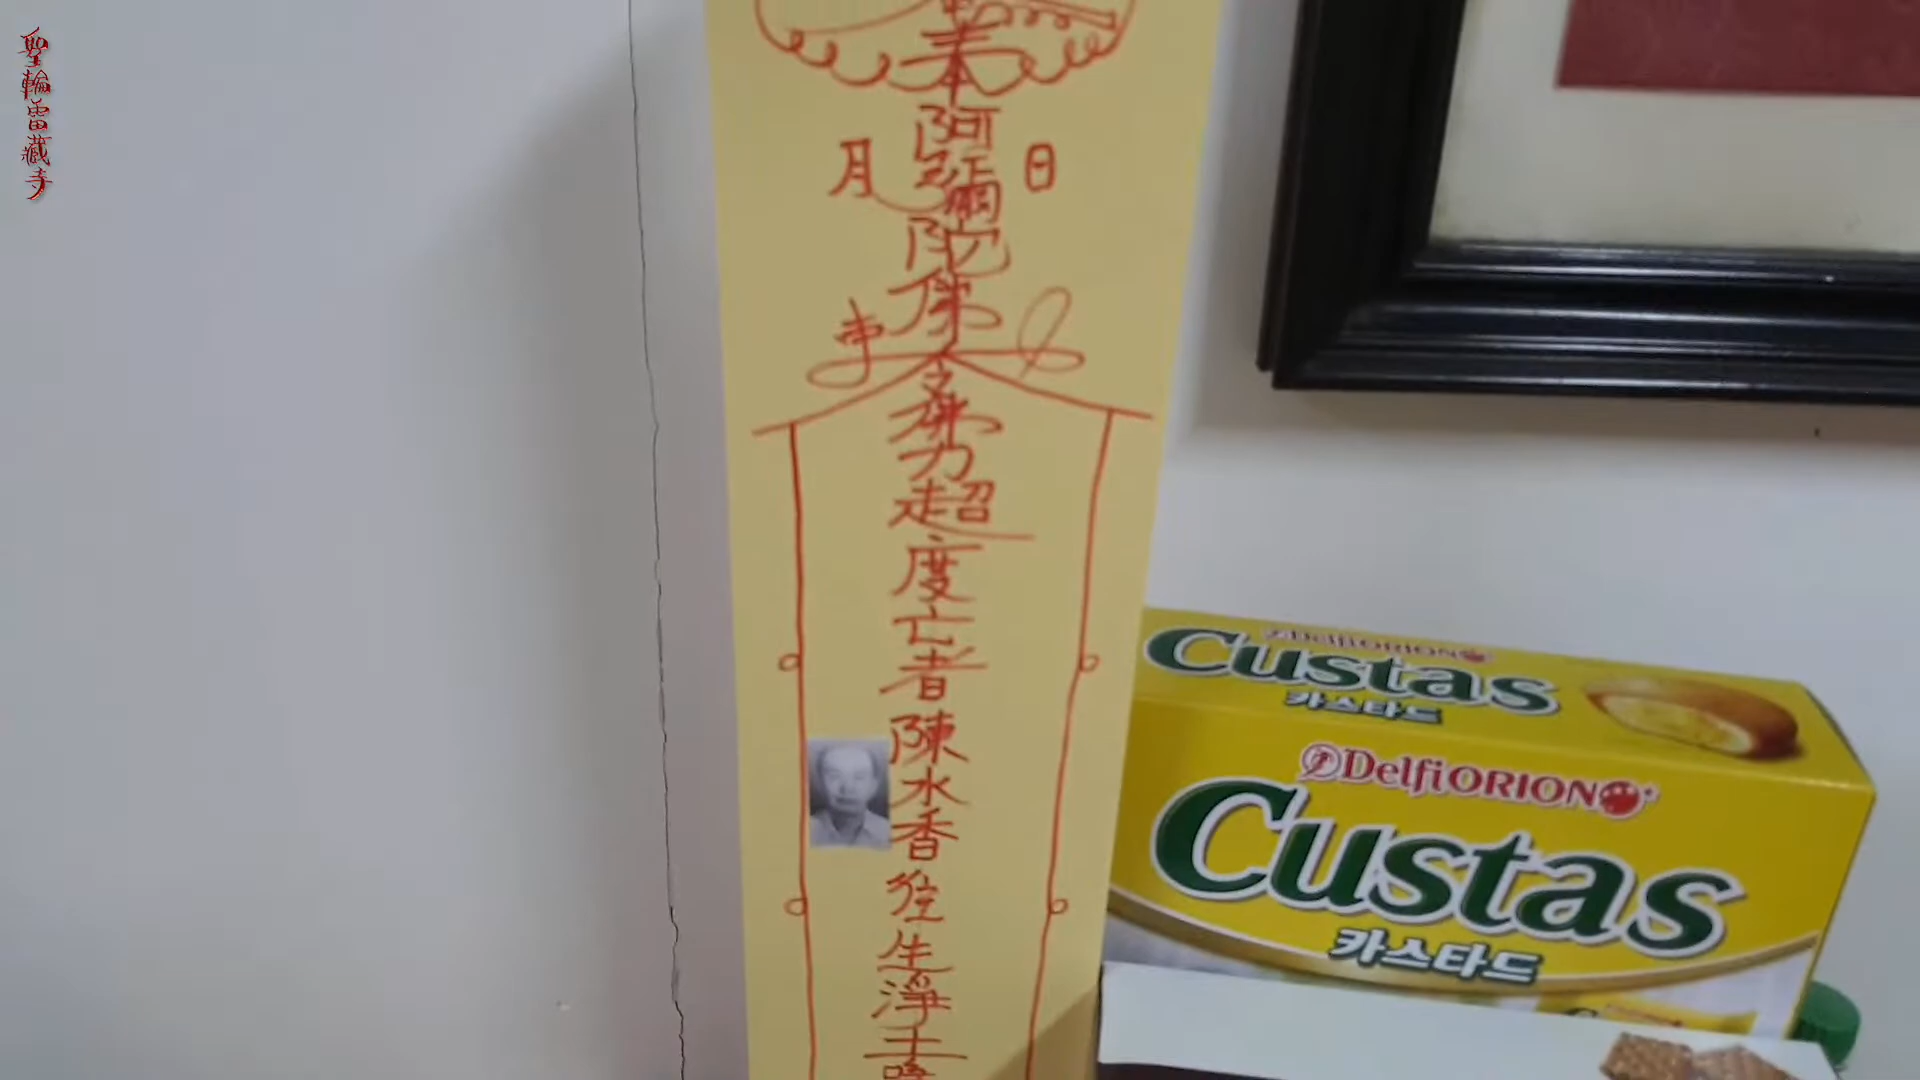 聖輪雷藏寺
奉
阿彌陀佛
月
日
文佛力超度亡者陳水香往生淨土
DelfiORION
Custas
카스타드
DelfiORION
Custas
카스타드